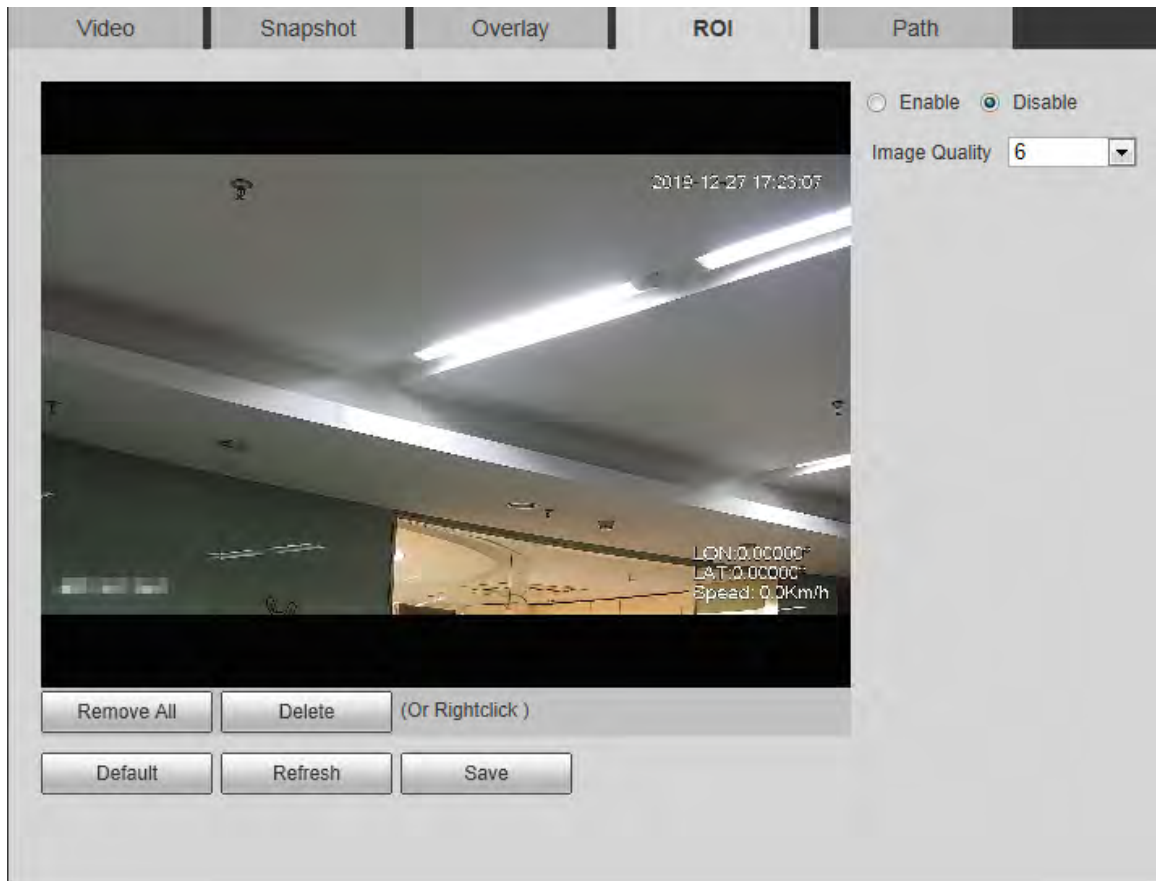 Video Snapshot Overlay ROI Path
Enable Disable
Image Quality 6
2019-12-27 17:23:07
LON:0.00000°
LAT:0.00000°
Speed: 0.0Km/h
Remove All Delete (Or Rightclick )
Default Refresh Save